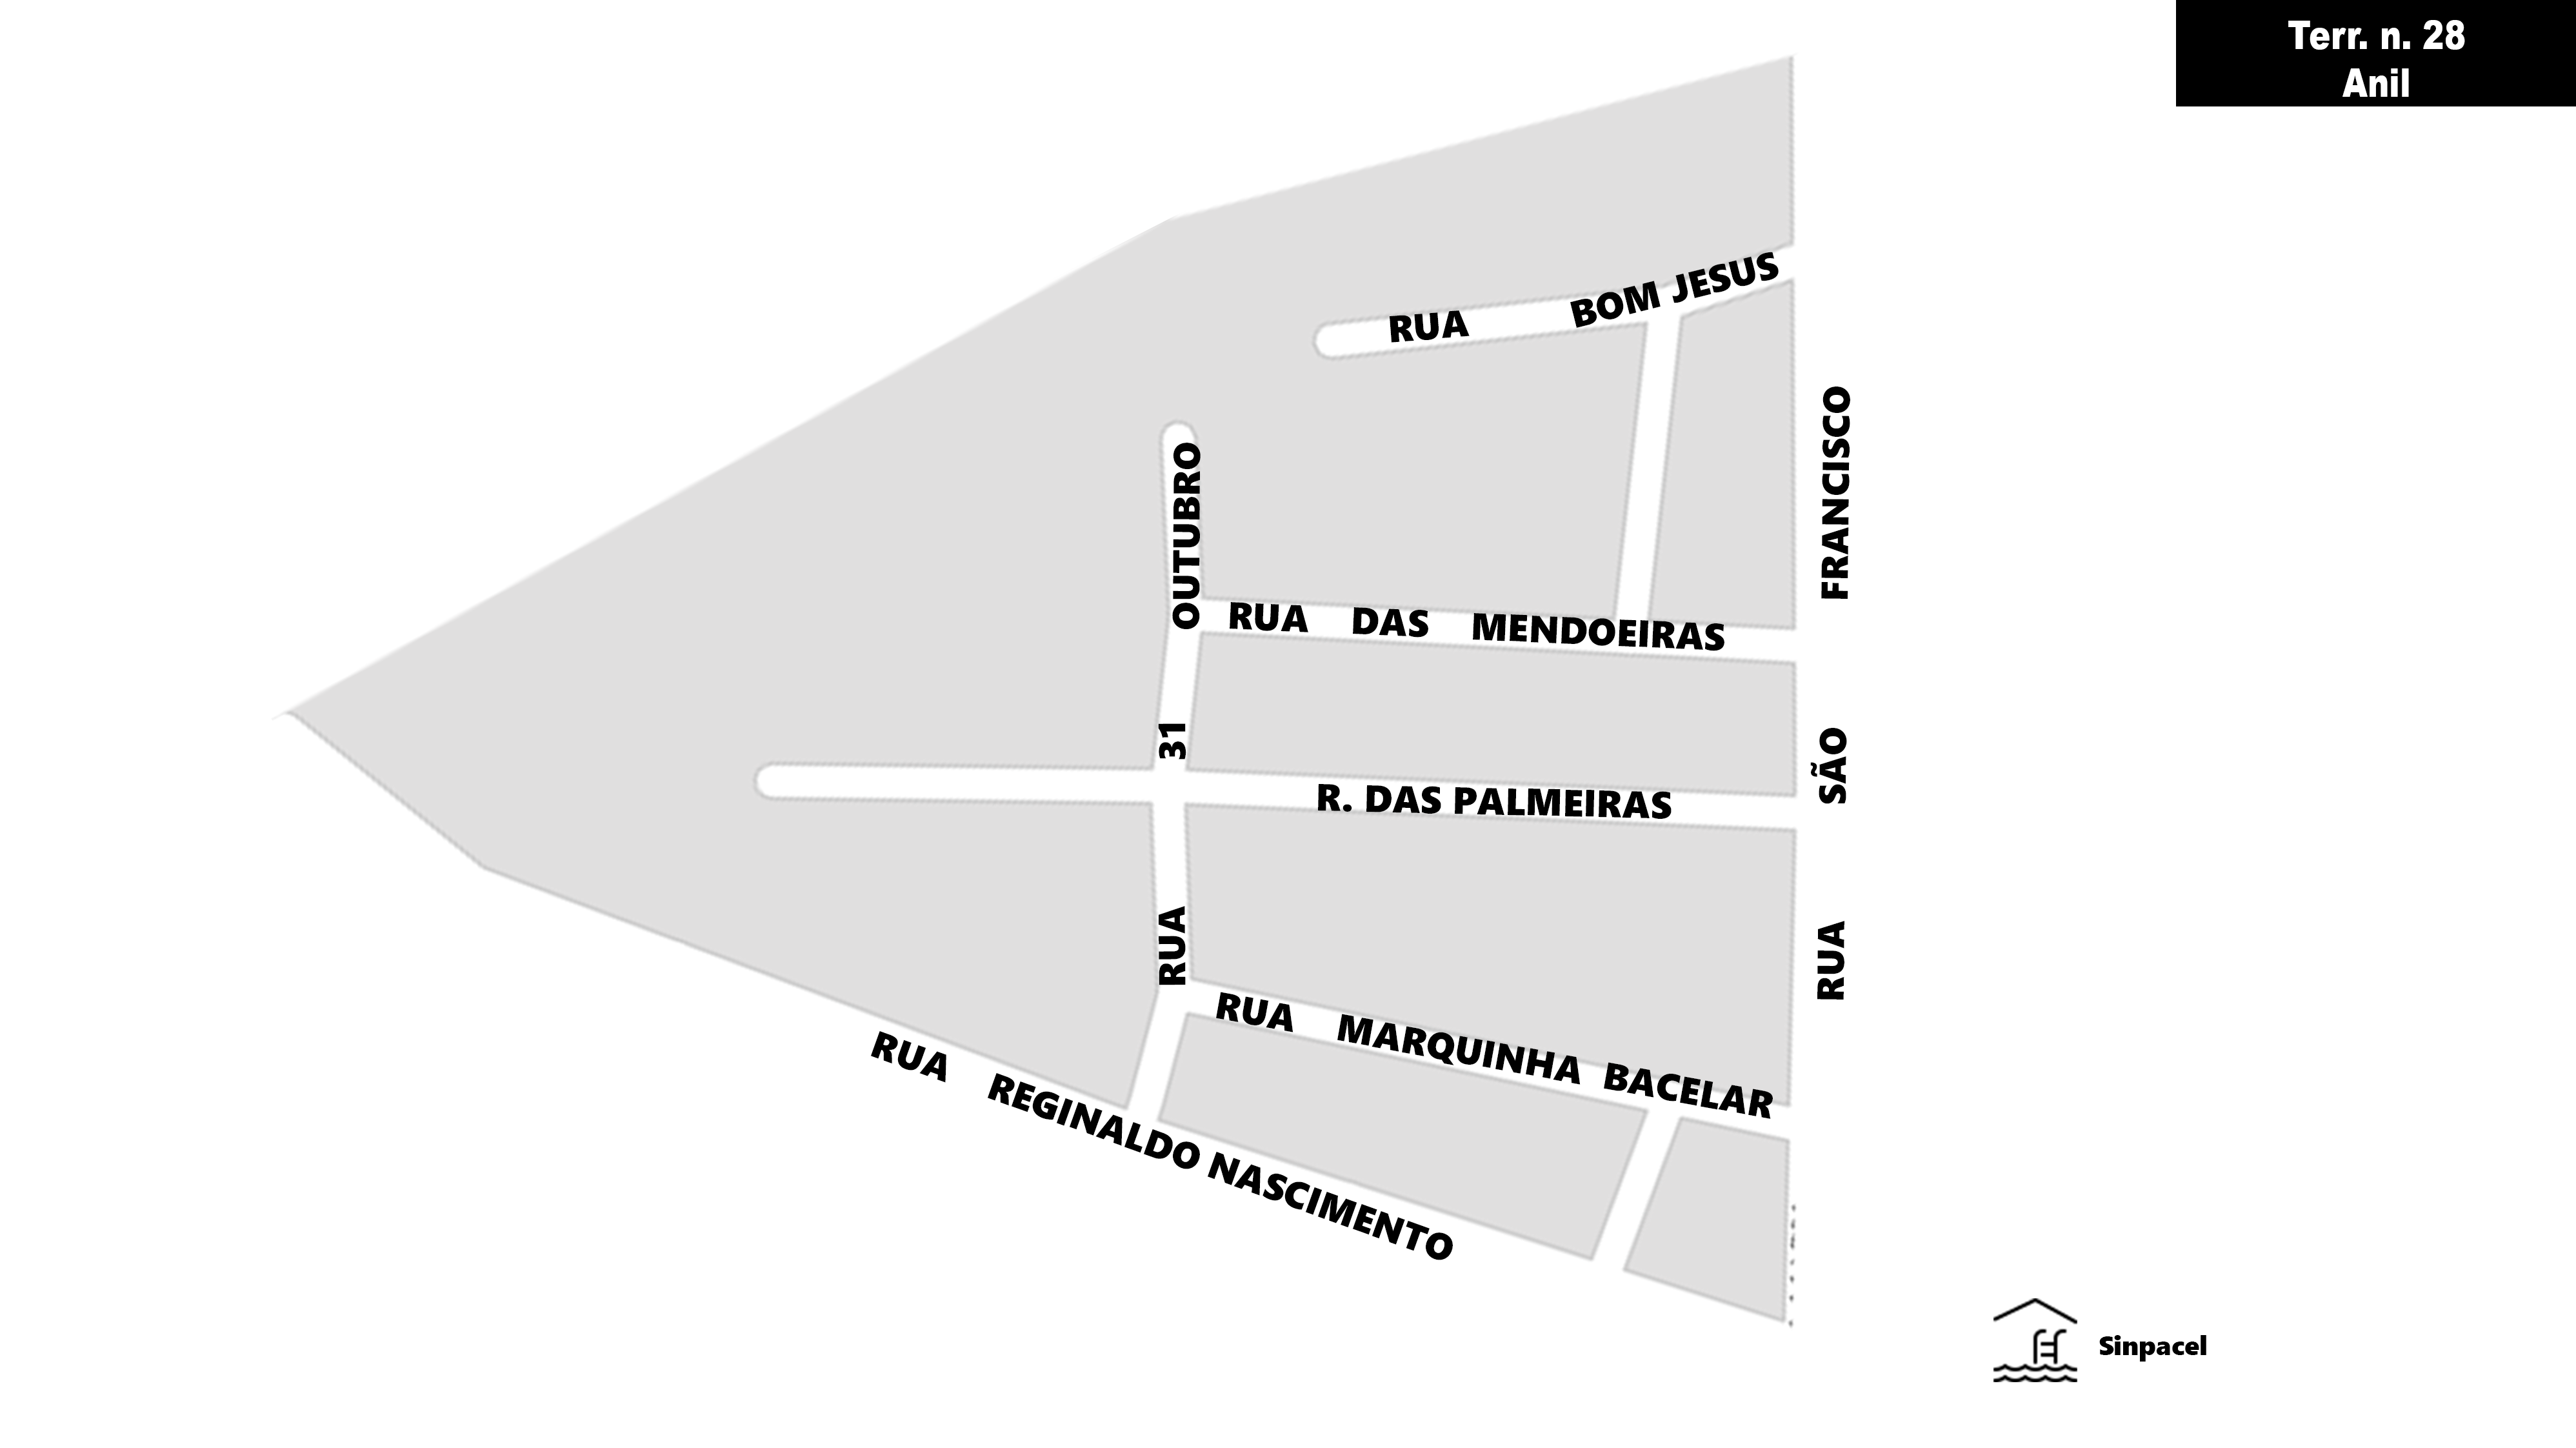 Terr. n. 28
Anil
RUA BOM JESUS
RUA 31 OUTUBRO
RUA DAS MENDOEIRAS
R. DAS PALMEIRAS
RUA SÃO FRANCISCO
RUA MARQUINHA BACELAR
RUA REGINALDO NASCIMENTO
Sinpacel